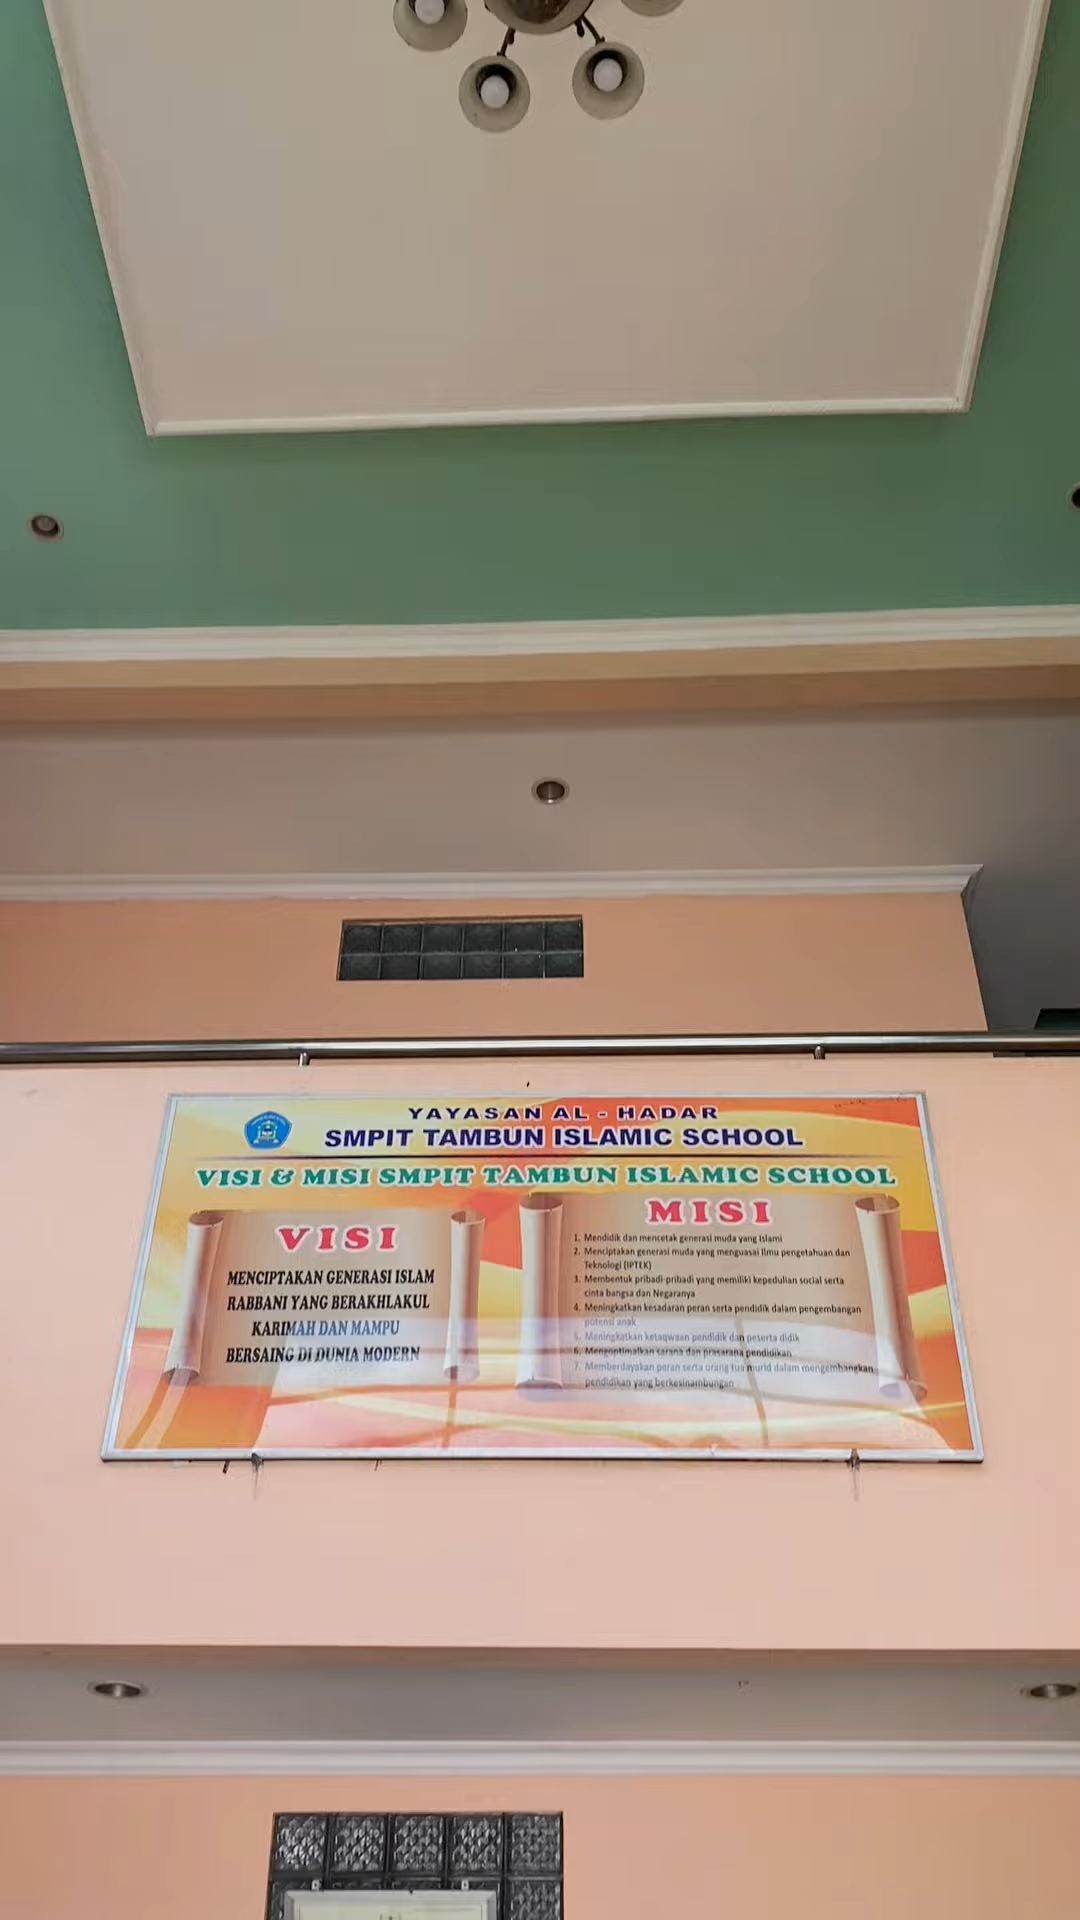 YAYASAN AL - HADAR
SMPIT TAMBUN ISLAMIC SCHOOL
VISI & MISI SMPIT TAMBUN ISLAMIC SCHOOL
VISI
MENCIPTAKAN GENERASI ISLAM
RABBANI YANG BERAKHLAKUL
KARIMAH DAN MAMPU
BERSAING DI DUNIA MODERN
MISI
1. Mendidik dan mencetak generasi muda yang Islami
2. Menciptakan generasi muda yang menguasai Ilmu pengetahuan dan
Teknologi (IPTEK)
3. Membentuk pribadi-pribadi yang memiliki kepedulian social serta
cinta bangsa dan Negaranya
4. Meningkatkan kesadaran peran serta pendidik dalam pengembangan
potensi anak
5. Meningkatkan ketaqwaan pendidik dan peserta didik
6. Mengoptimalkan sarana dan prasarana pendidikan
7. Memberdayakan peran serta orang tua murid dalam mengembangkan
pendidikan yang berkesinambungan